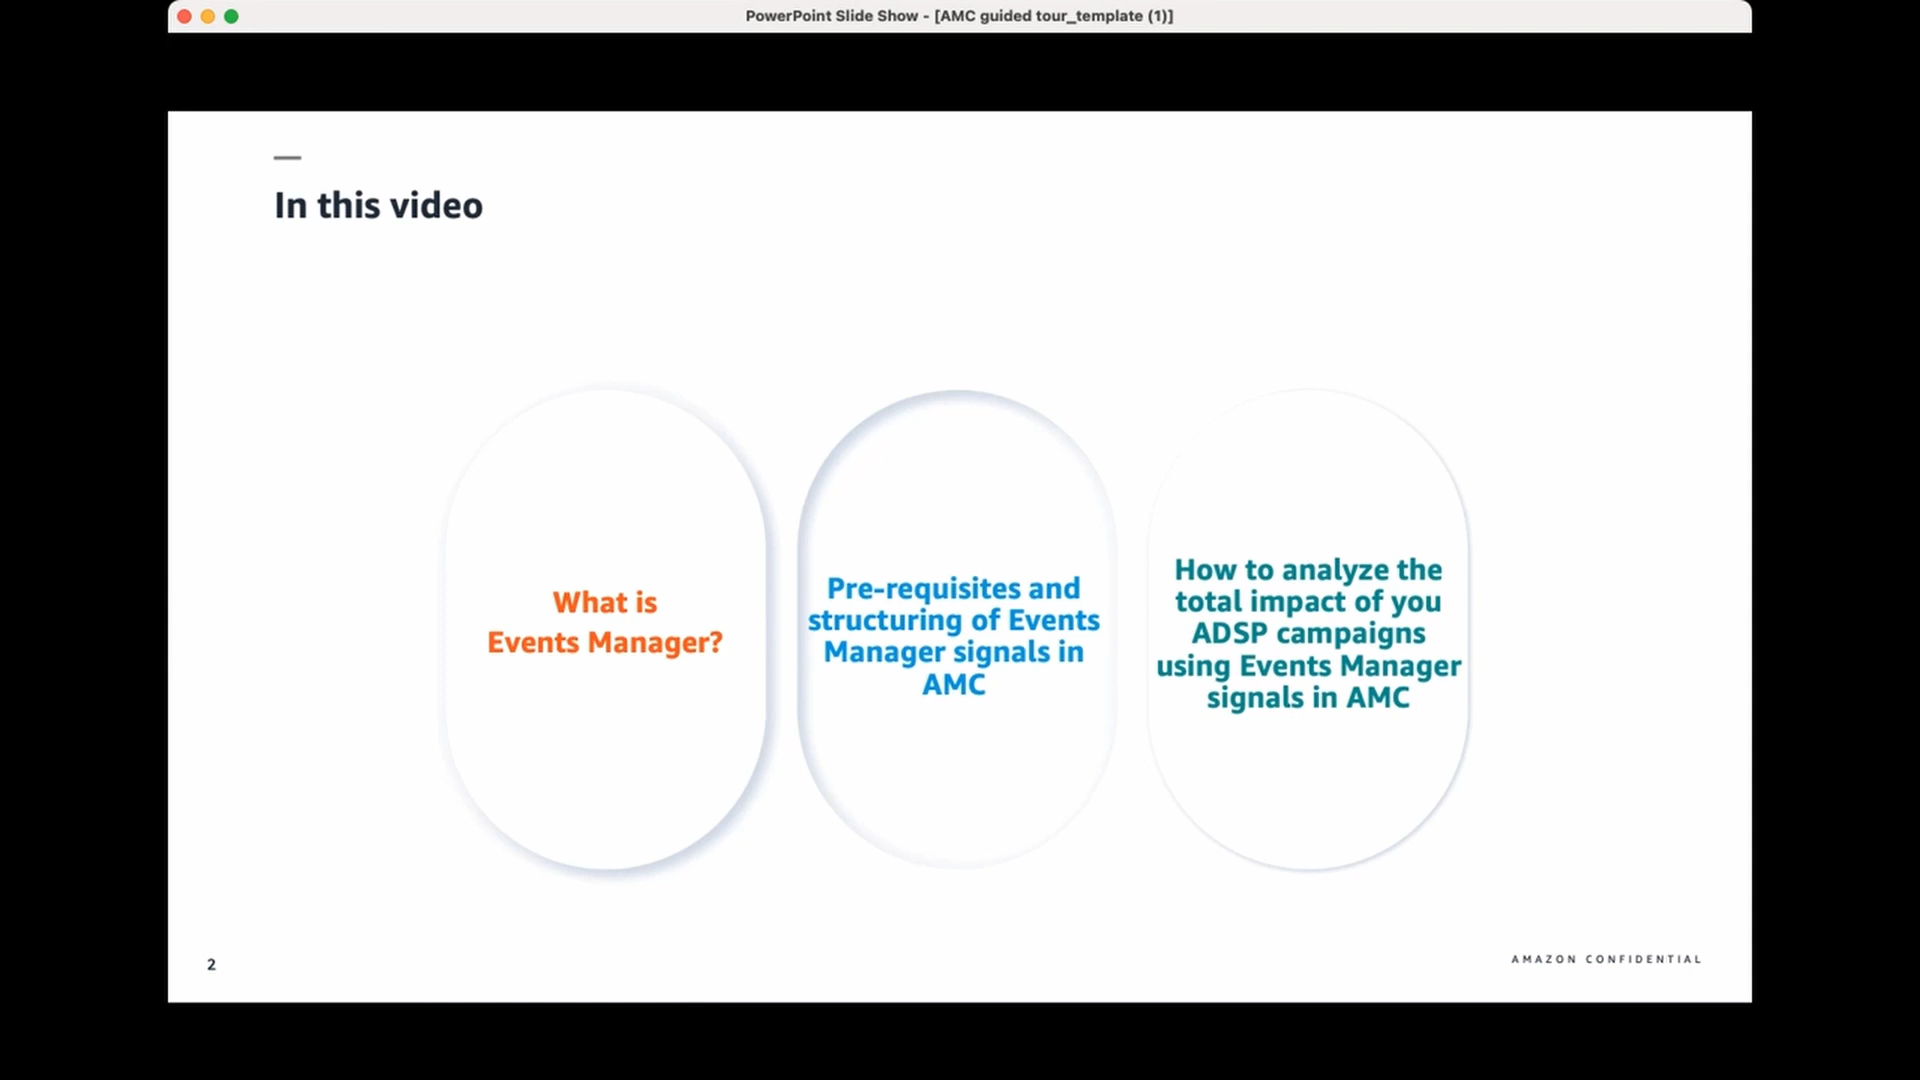 PowerPoint Slide Show - [AMC guided tour_template (1)]
In this video
What is
Events Manager?
Pre-requisites and
structuring of Events
Manager signals in
AMC
How to analyze the
total impact of you
ADSP campaigns
using Events Manager
signals in AMC
2
AMAZON CONFIDENTIAL